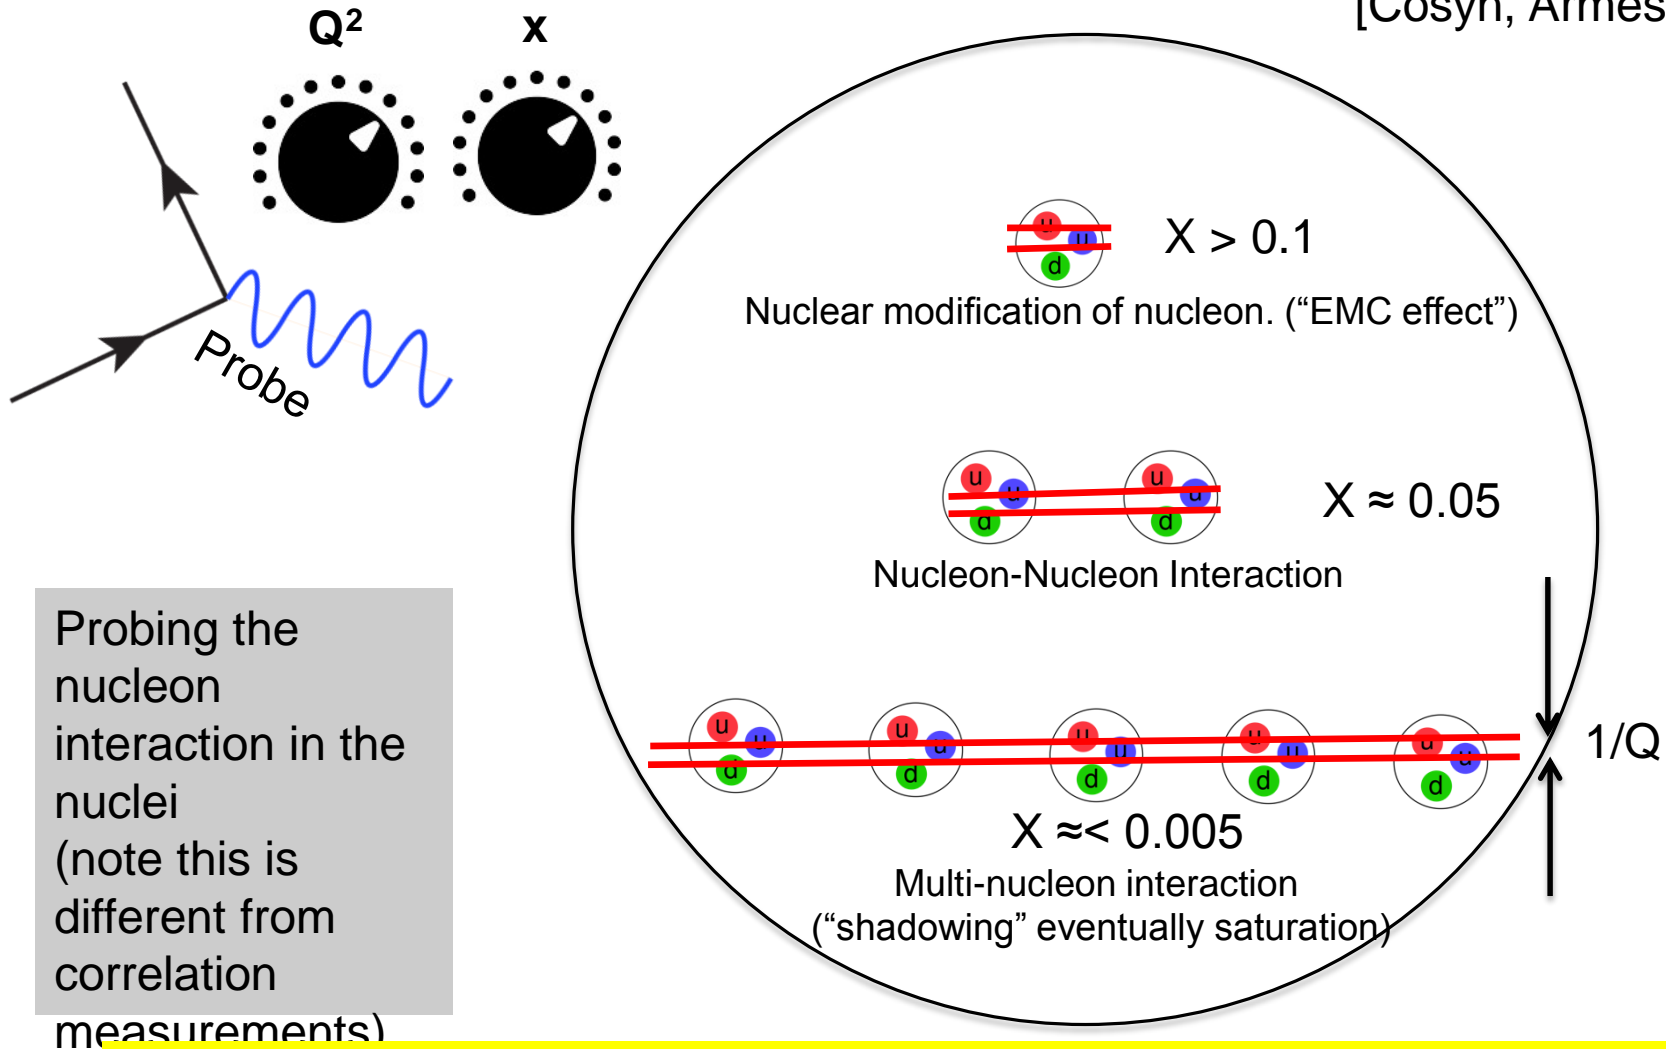 [Cosyn, Armes
Q² x
Probe
u u d
X > 0.1
Nuclear modification of nucleon. (“EMC effect”)
u u d u u d
X ≈ 0.05
Nucleon-Nucleon Interaction
Probing the
nucleon
interaction in the
nuclei
(note this is
different from
correlation
measurements)
u u d u u d u u d u u d u u d
1/Q
X ≈< 0.005
Multi-nucleon interaction
(“shadowing” eventually saturation)